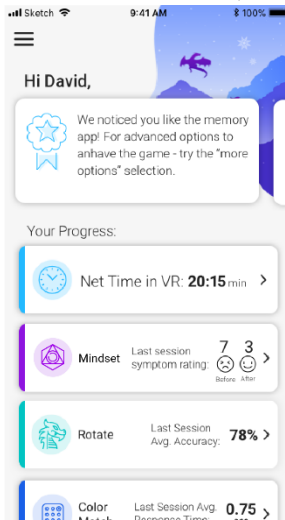 Sketch 9:41 AM 100%
Hi David,
We noticed you like the memory
app! For advanced options to
anhave the game - try the “more
options” selection.
Your Progress:
Net Time in VR: 20:15 min
Mindset Last session symptom rating: 7 3
Before After
Rotate Last Session Avg. Accuracy: 78%
Color Match Last Session Avg. Response Time: 0.75